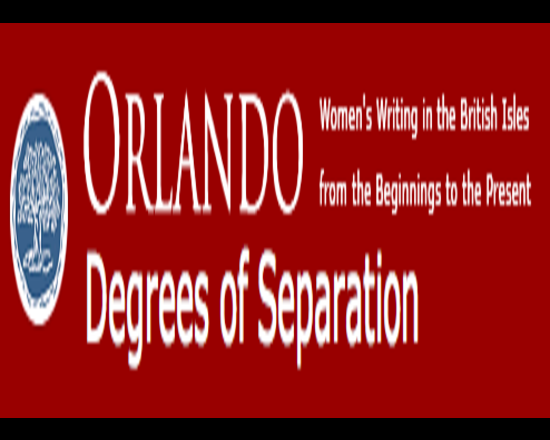 ORLANDO
Women's Writing in the British Isles
from the Beginnings to the Present
Degrees of Separation